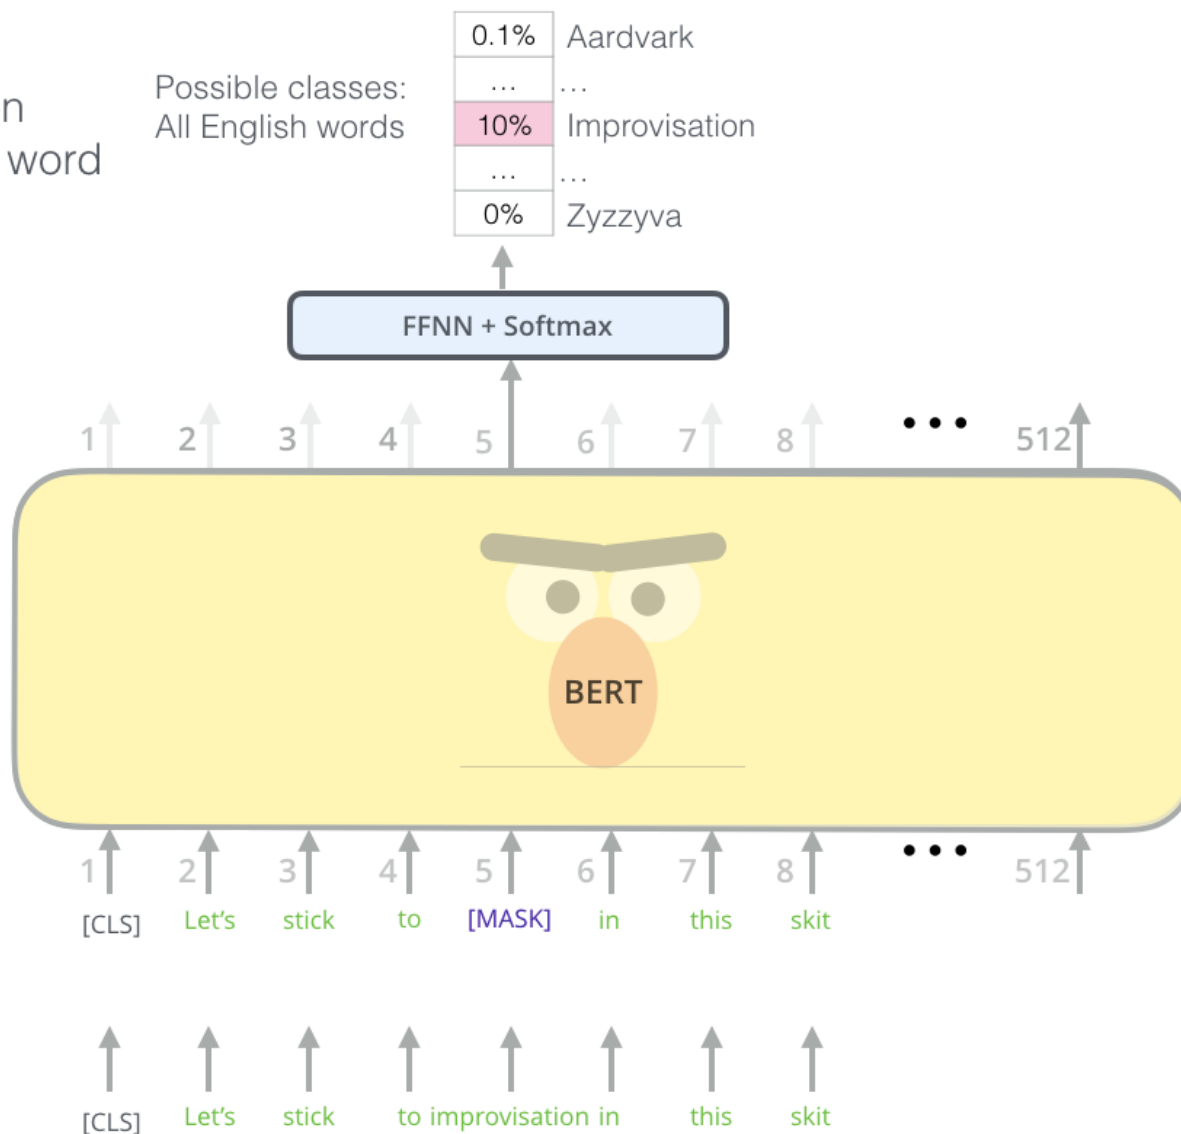 0.1% Aardvark
Possible classes: ... ...
n
All English words 10% Improvisation
word
... ...
0% Zyzzyva
FFNN + Softmax
1 2 3 4 5 6 7 8 ... 512
BERT
1 2 3 4 5 6 7 8 ... 512
[CLS] Let's stick to [MASK] in this skit
[CLS] Let's stick to improvisation in this skit